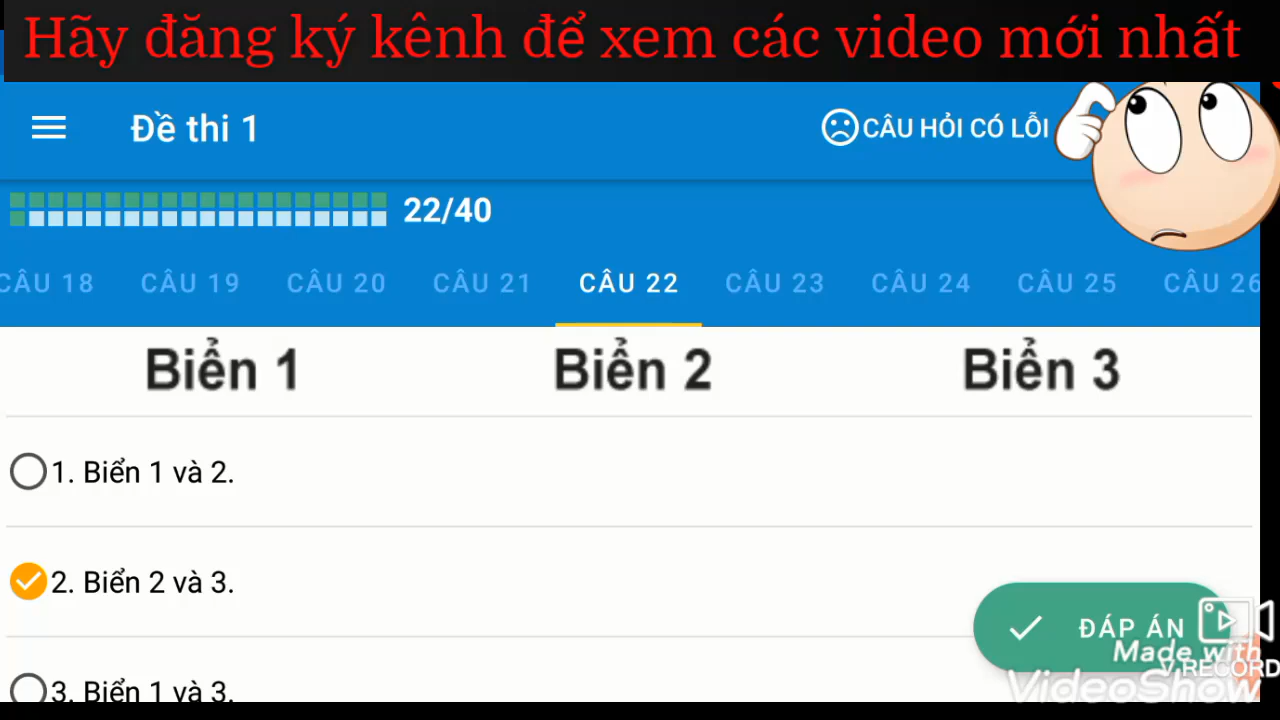 Hãy đăng ký kênh để xem các video mới nhất
Đề thi 1
CÂU HỎI CÓ LỖI
22/40
CÂU 18 CÂU 19 CÂU 20 CÂU 21 CÂU 22 CÂU 23 CÂU 24 CÂU 25 CÂU 26
Biển 1 Biển 2 Biển 3
1. Biển 1 và 2.
2. Biển 2 và 3.
3. Biển 1 và 3.
ĐÁP ÁN
Made with
V RECORD
VideoShow